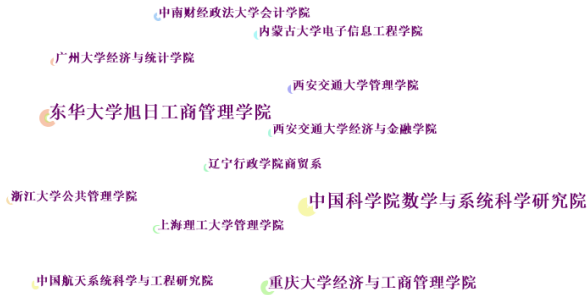 中南财经政法大学会计学院
内蒙古大学电子信息工程学院
广州大学经济与统计学院
西安交通大学管理学院
东华大学旭日工商管理学院
西安交通大学经济与金融学院
辽宁行政学院商贸系
浙江大学公共管理学院
中国科学院数学与系统科学研究院
上海理工大学管理学院
中国航天系统科学与工程研究院
重庆大学经济与工商管理学院